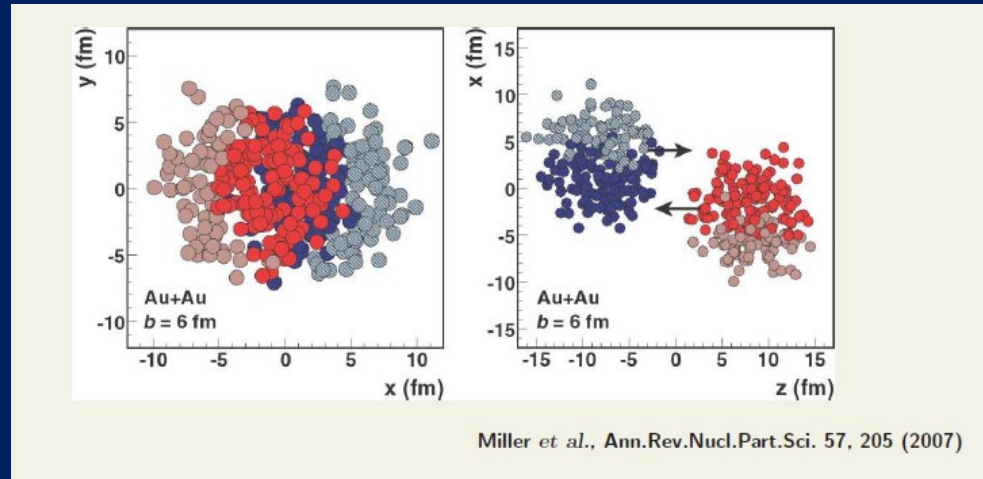 y (fm)
10
5
0
-5
-10
Au+Au
b = 6 fm
-10 -5 0 5 10
x (fm)
x (fm)
15
10
5
0
-5
-10
-15
Au+Au
b = 6 fm
-15 -10 -5 0 5 10 15
z (fm)
Miller et al., Ann.Rev.Nucl.Part.Sci. 57, 205 (2007)